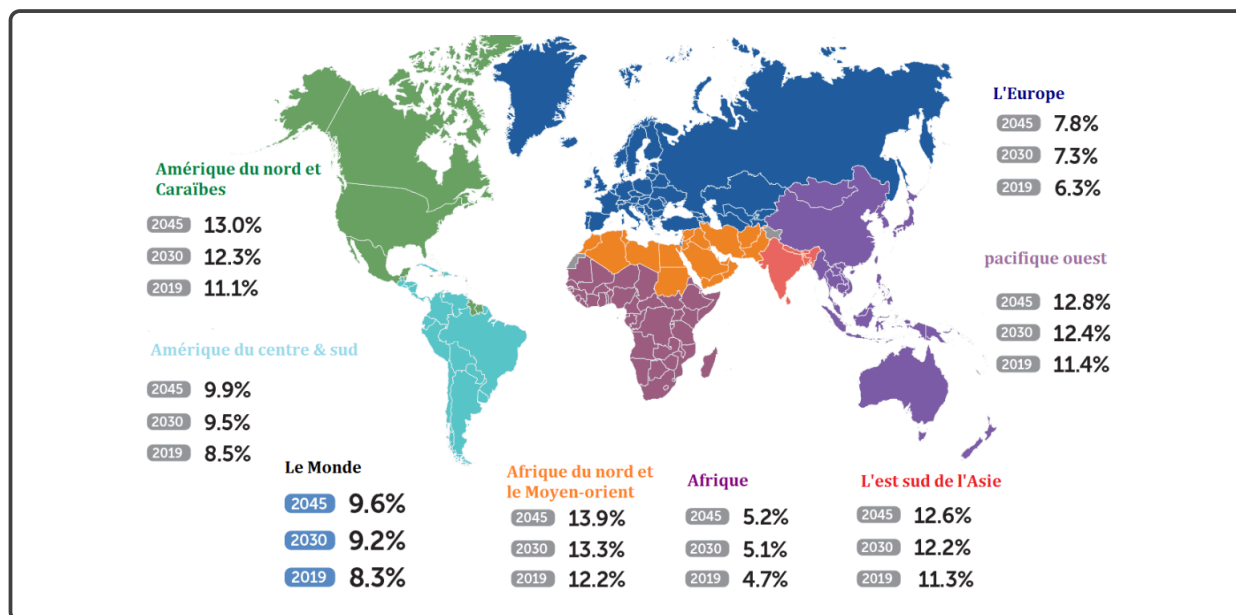 L'Europe
2045 7.8%
2030 7.3%
2019 6.3%
Amérique du nord et
Caraïbes
2045 13.0%
2030 12.3%
2019 11.1%
pacifique ouest
2045 12.8%
2030 12.4%
2019 11.4%
Amérique du centre & sud
2045 9.9%
2030 9.5%
2019 8.5%
Le Monde
2045 9.6%
2030 9.2%
2019 8.3%
Afrique du nord et
le Moyen-orient
2045 13.9%
2030 13.3%
2019 12.2%
Afrique
2045 5.2%
2030 5.1%
2019 4.7%
L'est sud de l'Asie
2045 12.6%
2030 12.2%
2019 11.3%